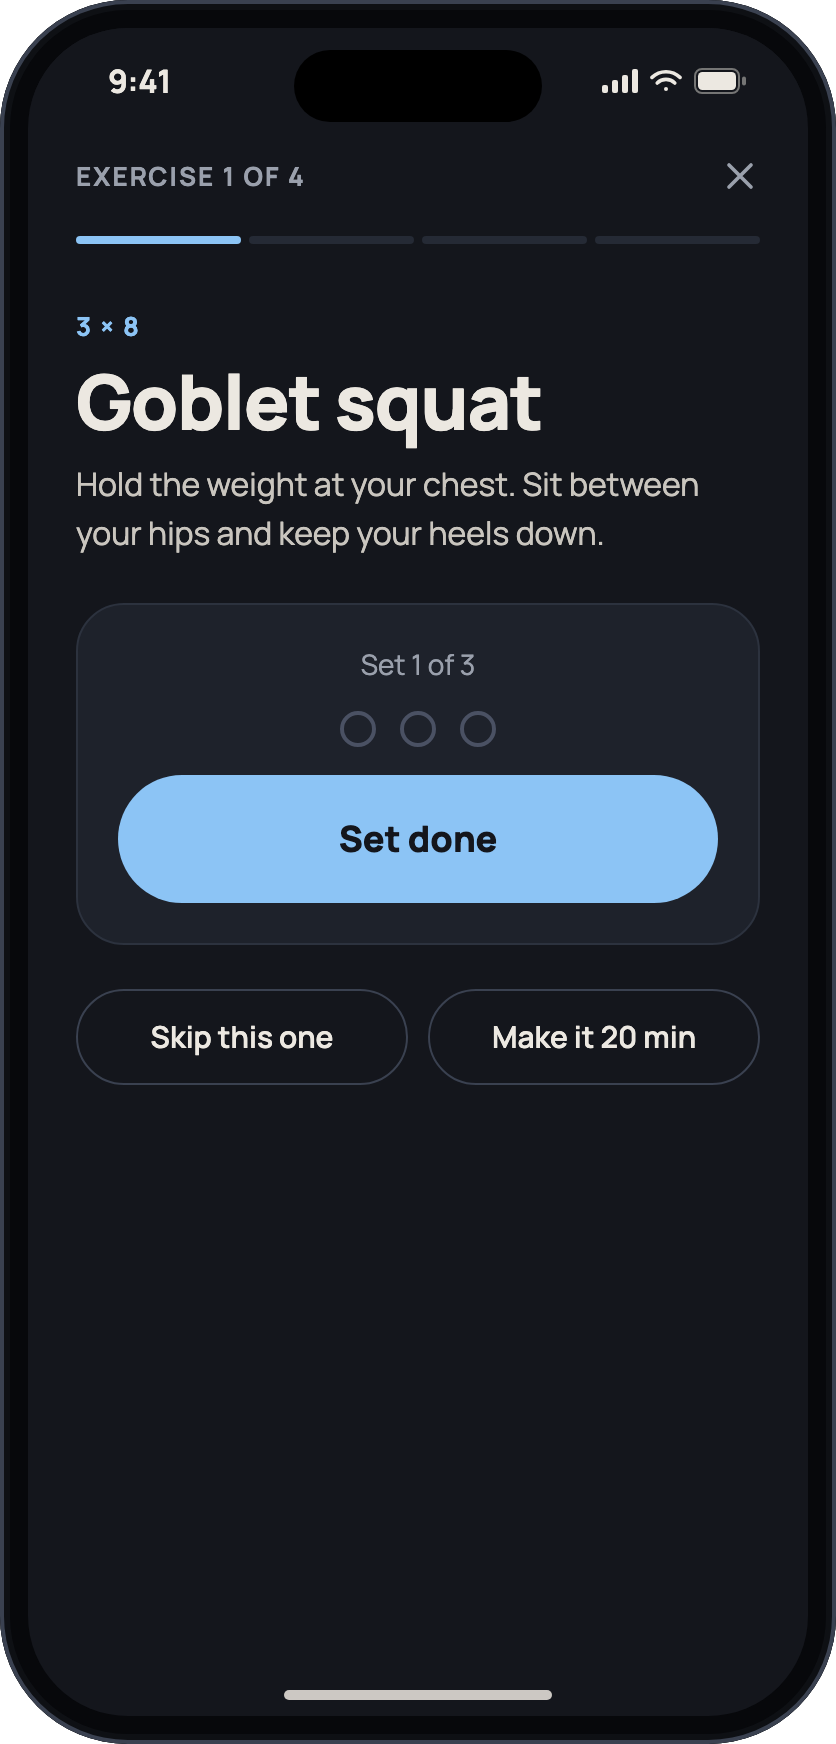 9:41
EXERCISE 1 OF 4
3 × 8
Goblet squat
Hold the weight at your chest. Sit between
your hips and keep your heels down.
Set 1 of 3
Set done
Skip this one
Make it 20 min